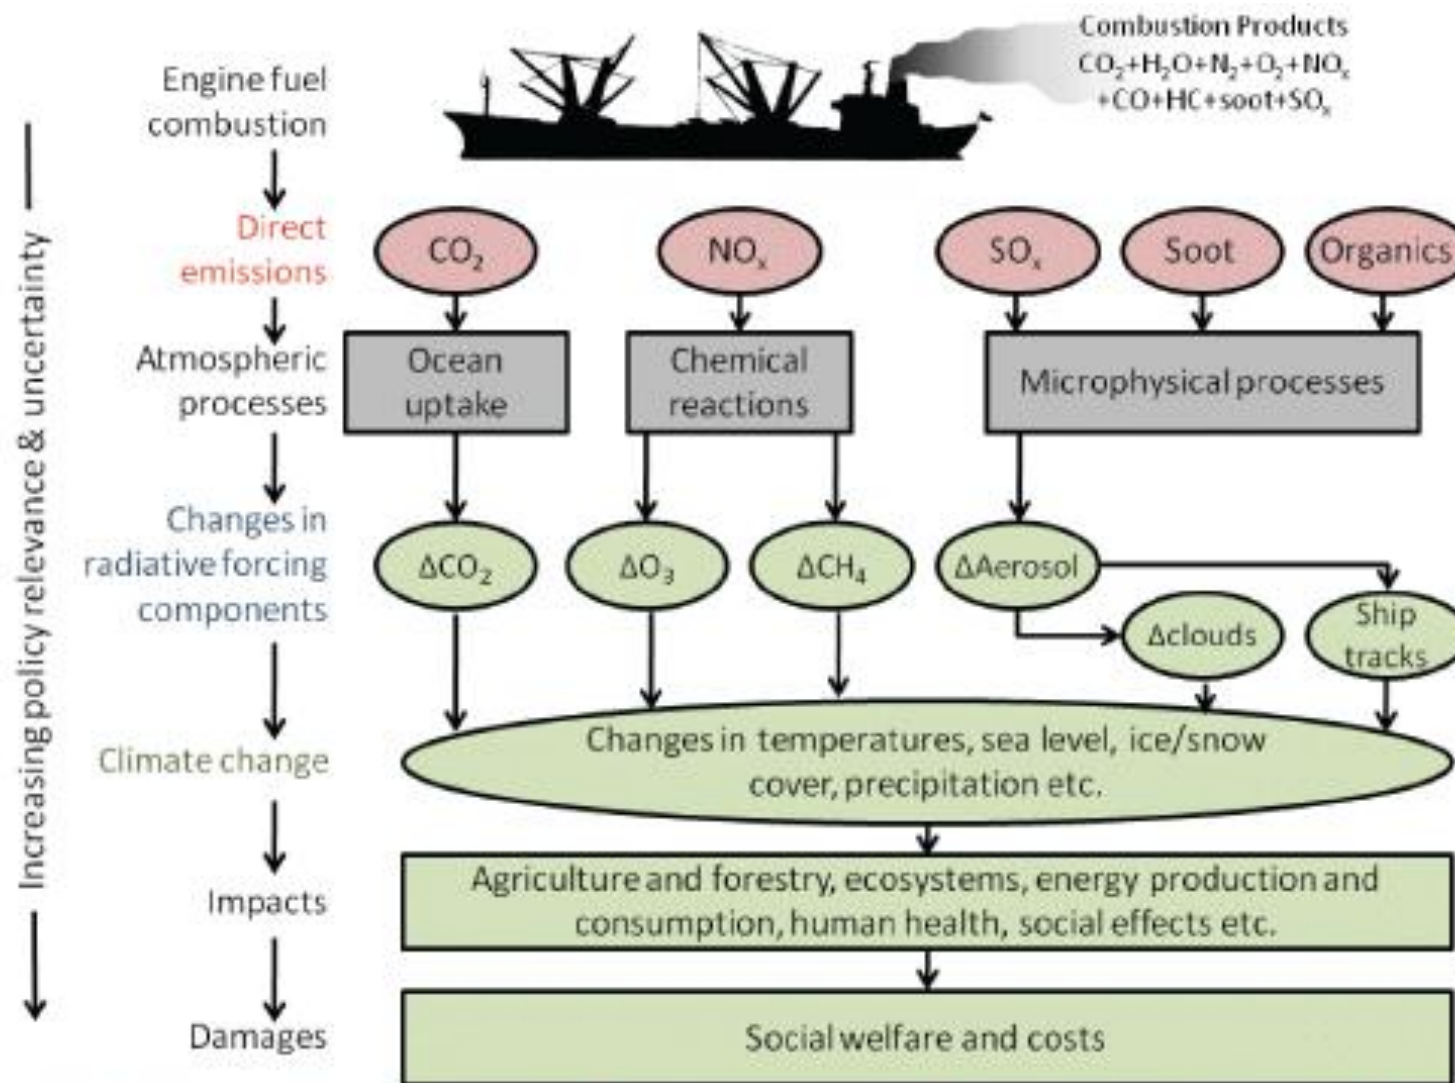 Combustion Products
CO₂+H₂O+N₂+O₂+NOₓ
+CO+HC+soot+SOₓ
Engine fuel
combustion
Direct
emissions
CO₂
NOₓ
SOₓ
Soot
Organics
Atmospheric
processes
Ocean
uptake
Chemical
reactions
Microphysical processes
Changes in
radiative forcing
components
ΔCO₂
ΔO₃
ΔCH₄
ΔAerosol
Δclouds
Ship
tracks
Climate change
Changes in temperatures, sea level, ice/snow
cover, precipitation etc.
Impacts
Agriculture and forestry, ecosystems, energy production and
consumption, human health, social effects etc.
Damages
Social welfare and costs
Increasing policy relevance & uncertainty